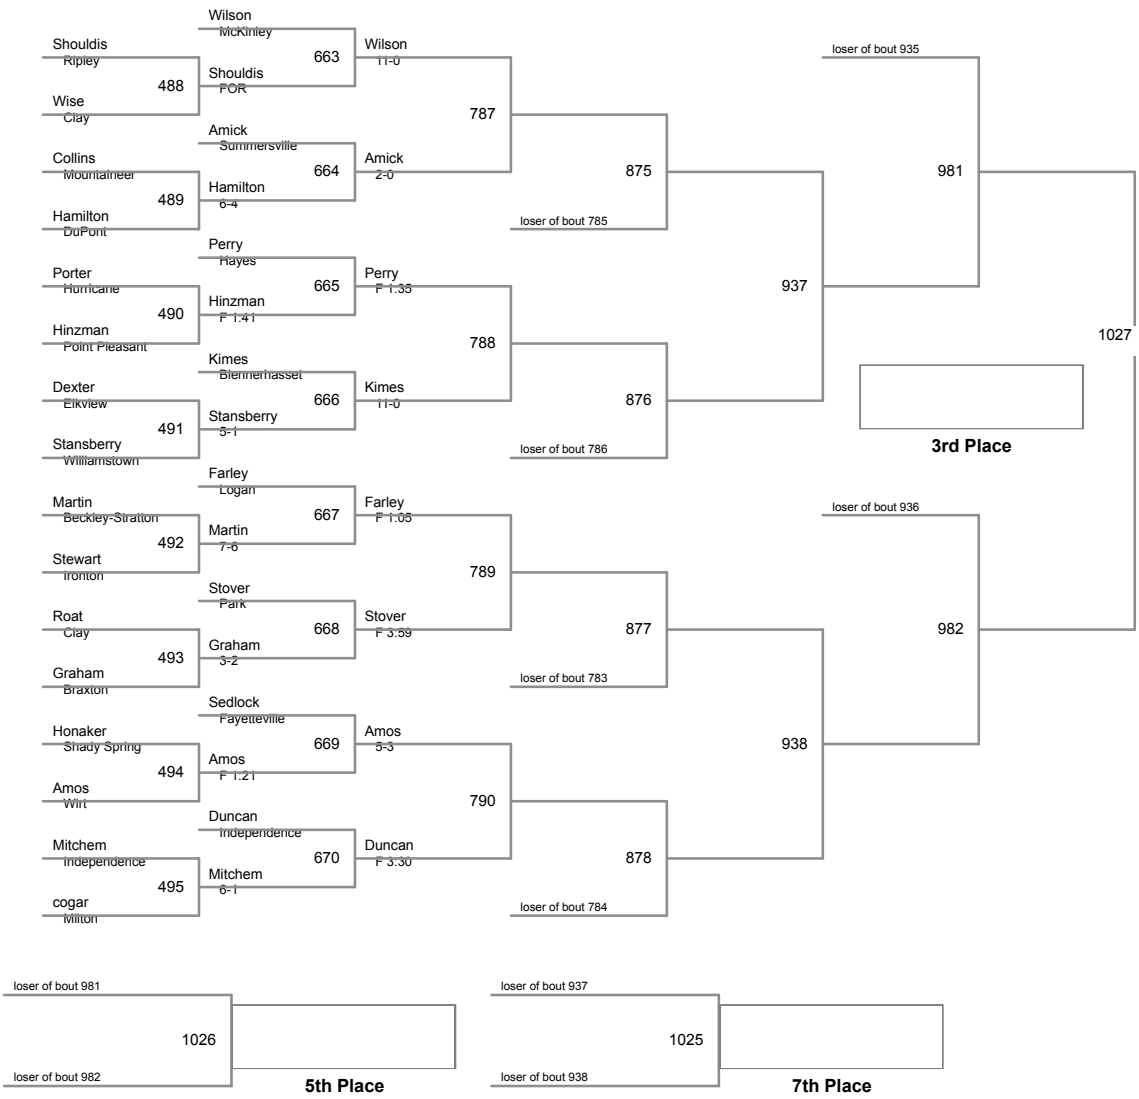 Wilson
McKinley
Shouldis
Ripley
663
Wilson
11-0
loser of bout 935
488
Shouldis
FOR
Wise
Clay
787
Amick
Summersville
Collins
Mountaineer
664
Amick
2-0
875
981
489
Hamilton
6-4
Hamilton
DuPont
loser of bout 785
Perry
Hayes
Porter
Hurricane
665
Perry
F 1:35
937
490
Hinzman
F 1:41
Hinzman
Point Pleasant
788
1027
Kimes
Blennerhasset
Dexter
Elkview
666
Kimes
11-0
876
491
Stansberry
5-1
Stansberry
Williamstown
loser of bout 786
3rd Place
Farley
Logan
Martin
Beckley-Stratton
667
Farley
F 1:05
loser of bout 936
492
Martin
7-6
Stewart
Ironton
789
Stover
Park
Roat
Clay
668
Stover
F 3:59
877
982
493
Graham
3-2
Graham
Braxton
loser of bout 783
Sedlock
Fayetteville
Honaker
Shady Spring
669
Amos
5-3
938
494
Amos
F 1:21
Amos
Wirt
790
Duncan
Independence
Mitchem
Independence
670
Duncan
F 3:30
878
495
Mitchem
6-1
cogar
Milton
loser of bout 784
loser of bout 981
loser of bout 937
1026
1025
loser of bout 982
5th Place
loser of bout 938
7th Place